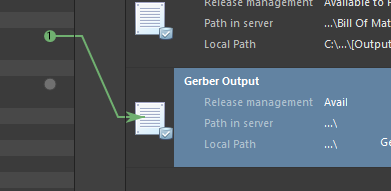 Release management Available to P
Path in server ...\Bill Of Mat
1
Local Path C:\...\[Output
Gerber Output
Release management Avail
Path in server ...\
Local Path ...\ Ge